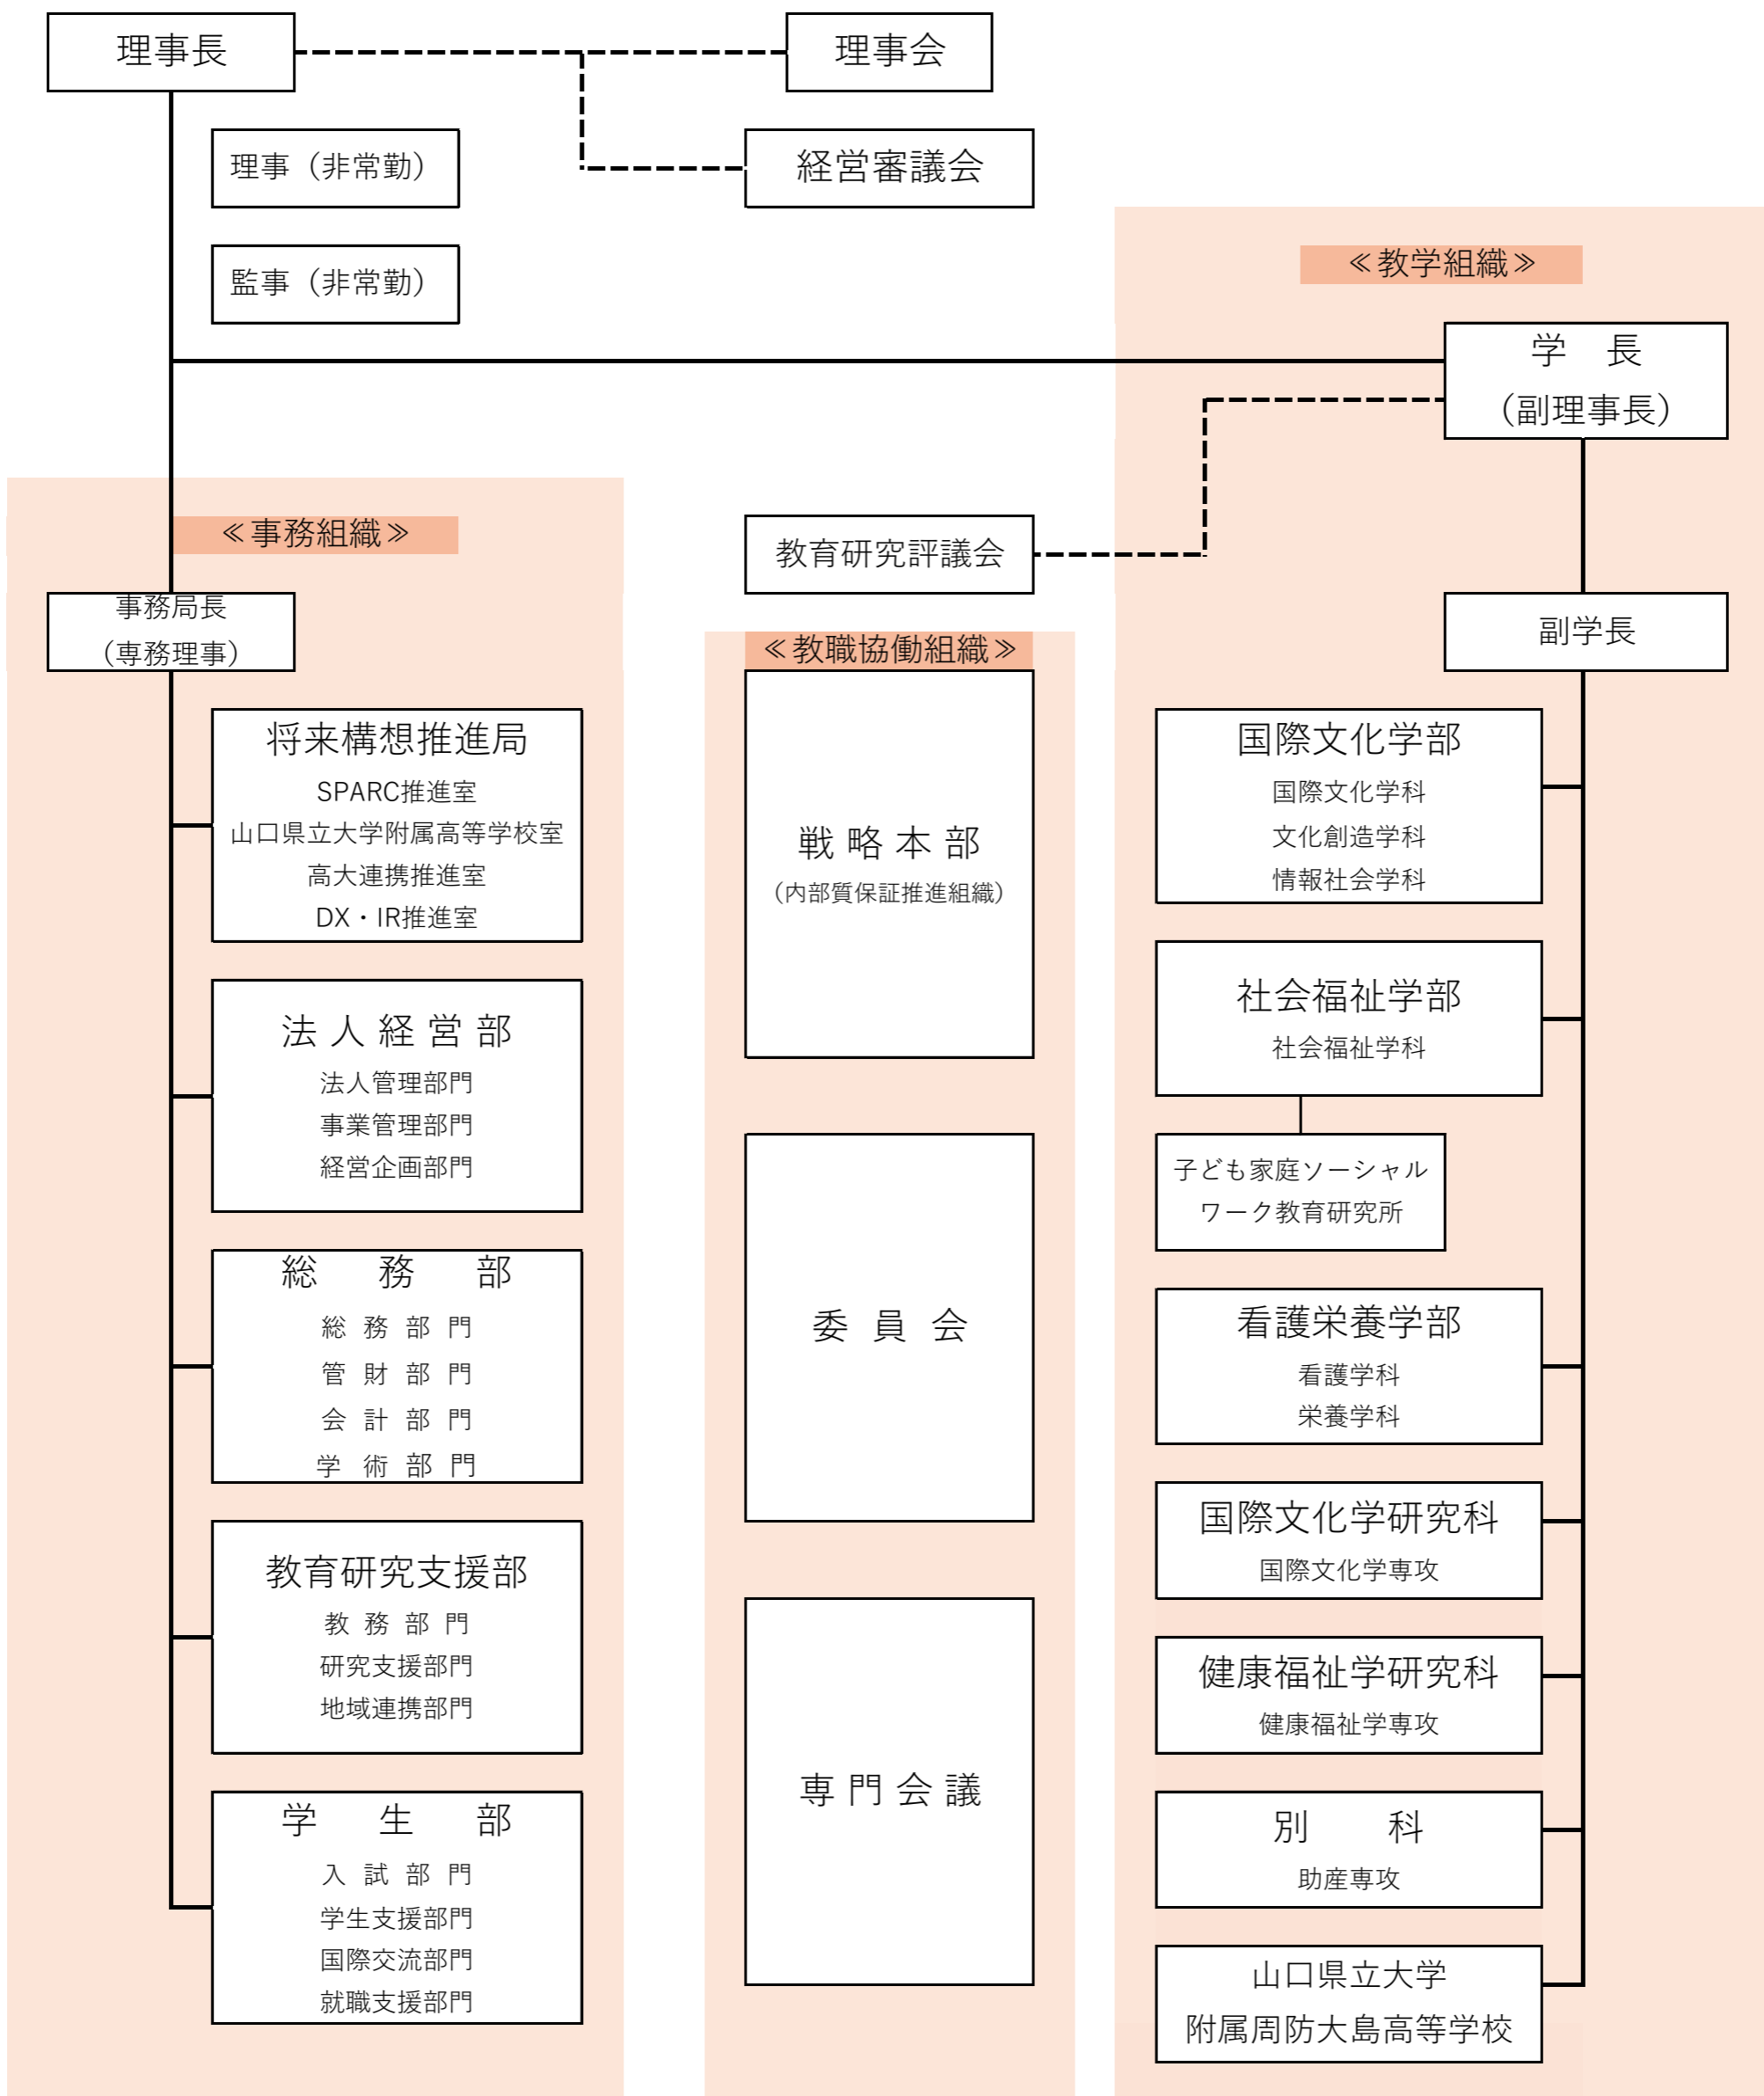 理事長
理事会
理事（非常勤）
経営審議会
監事（非常勤）
≪教学組織≫
学　長
（副理事長）
≪事務組織≫
教育研究評議会
事務局長
（専務理事）
副学長
≪教職協働組織≫
将来構想推進局
SPARC推進室
山口県立大学附属高等学校室
高大連携推進室
DX・IR推進室
法 人 経 営 部
法人管理部門
事業管理部門
経営企画部門
総　務　部
総 務 部 門
管 財 部 門
会 計 部 門
学 術 部 門
教育研究支援部
教 務 部 門
研究支援部門
地域連携部門
学　生　部
入 試 部 門
学生支援部門
国際交流部門
就職支援部門
戦 略 本 部
（内部質保証推進組織）
委 員 会
専 門 会 議
国際文化学部
国際文化学科
文化創造学科
情報社会学科
社会福祉学部
社会福祉学科
子ども家庭ソーシャル
ワーク教育研究所
看護栄養学部
看護学科
栄養学科
国際文化学研究科
国際文化学専攻
健康福祉学研究科
健康福祉学専攻
別　　科
助産専攻
山口県立大学
附属周防大島高等学校